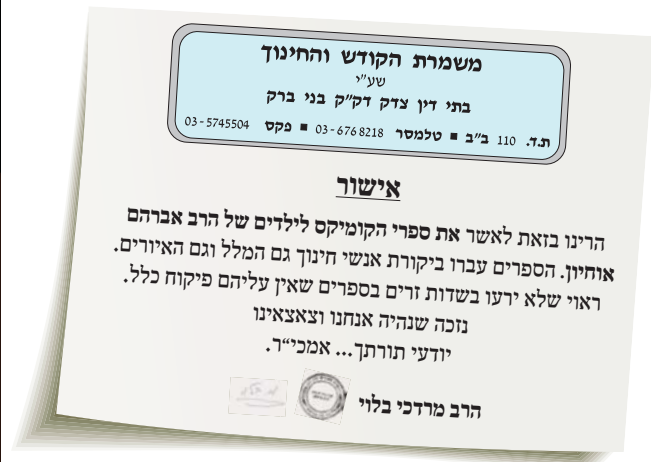 משמרת הקודש והחינוך
שע"י
בתי דין צדק דק"ק בני ברק
ת.ד. 110 ב"ב ■ טלמסר 03-6768218 ■ פקס 03-5745504
אישור
הרינו בזאת לאשר את ספרי הקומיקס לילדים של הרב אברהם
אוחיון. הספרים עברו ביקורת אנשי חינוך גם המלל וגם האיורים.
ראוי שלא ירעו בשדות זרים בספרים שאין עליהם פיקוח כלל.
נזכה שנהיה אנחנו וצאצאינו
יודעי תורתך... אמכי"ר.
הרב מרדכי בלוי